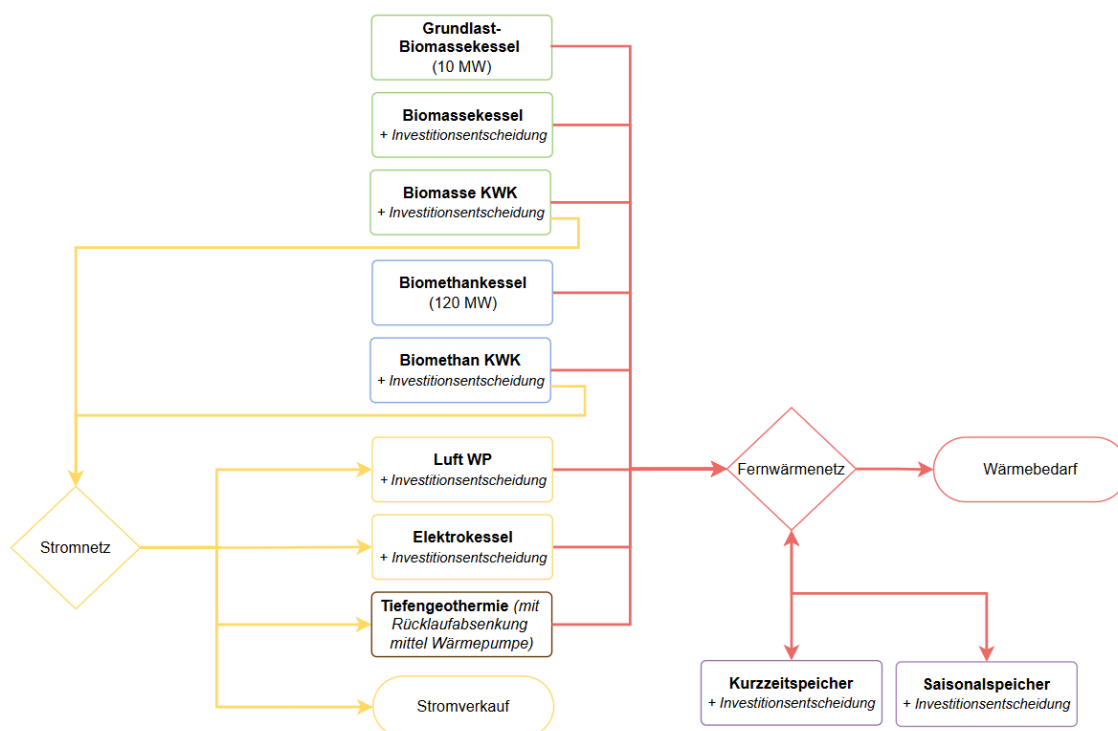 Grundlast-
Biomassekessel
(10 MW)
Biomassekessel
+ Investitionsentscheidung
Biomasse KWK
+ Investitionsentscheidung
Biomethankessel
(120 MW)
Biomethan KWK
+ Investitionsentscheidung
Luft WP
+ Investitionsentscheidung
Fernwärmenetz
Wärmebedarf
Stromnetz
Elektrokessel
+ Investitionsentscheidung
Tiefengeothermie (mit
Rücklaufabsenkung
mittel Wärmepumpe)
Kurzzeitspeicher
+ Investitionsentscheidung
Saisonalspeicher
+ Investitionsentscheidung
Stromverkauf